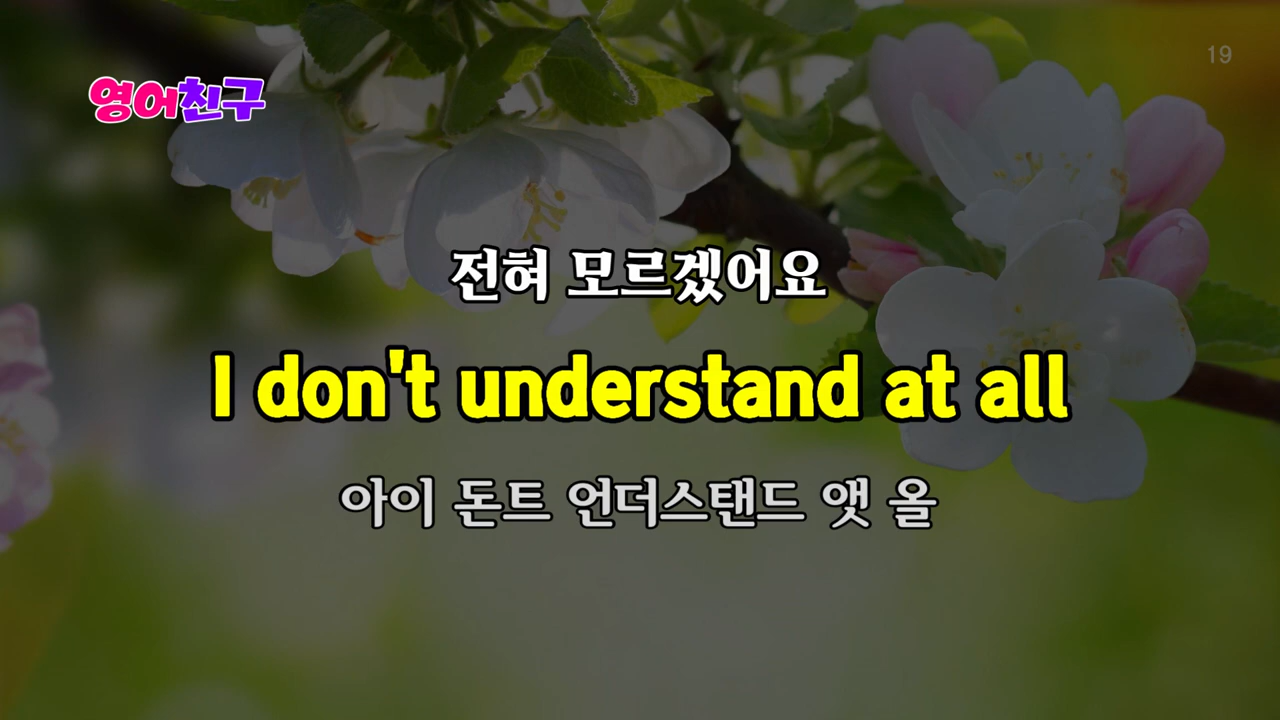 19
영어친구
전혀 모르겠어요
I don't understand at all
아이 돈트 언더스탠드 앳 올